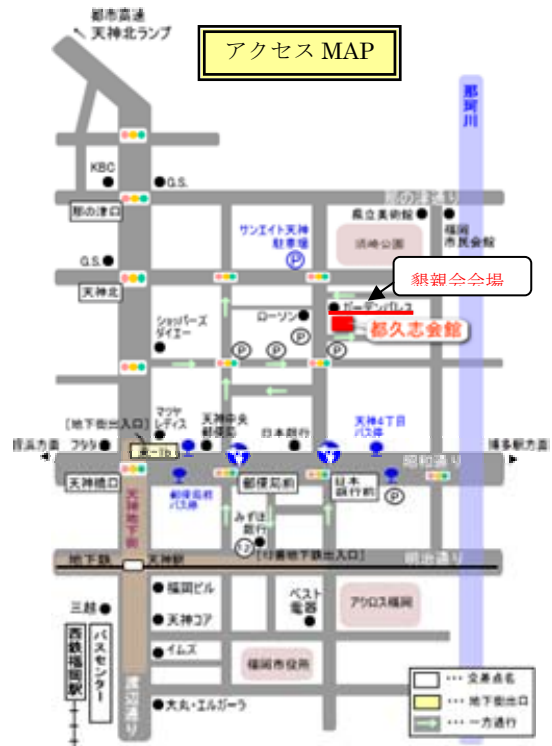 都市高速
天神北ランプ
アクセス MAP
那珂川
KBC
G.S.
那の津通り
那の津口
県立美術館
サンエイト天神
駐車場
須崎公園
福岡
市民会館
G.S.
天神北
懇親会会場
ガーデンパレス
ローソン
都久志会館
ショッパーズ
ダイエー
マツヤ
レディス
[地下街出入口]
天神中央
郵便局
日本銀行
天神4丁目
バス停
姪浜方面
フタタ
東-1b
博多駅方面
昭和通り
天神橋口
郵便局前
バス停
郵便局前
日本
銀行前
天神地下街
みずほ
銀行
12
[12番地下鉄出入口]
明治通り
地下鉄
天神駅
福岡ビル
ベスト
電器
アクロス福岡
三越
天神コア
イムズ
福岡市役所
西鉄福岡駅
バスセンター
渡辺通り
大丸・エルガーラ
… 交差点名
… 地下街出口
… 一方通行